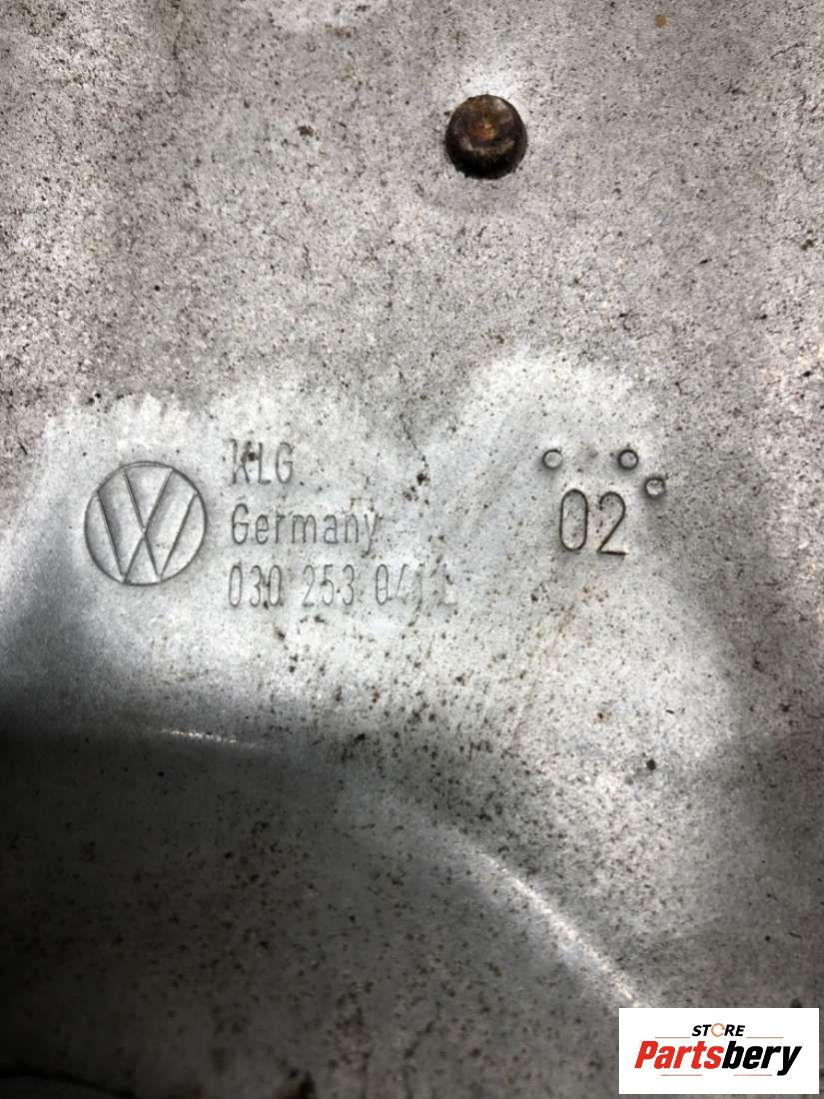 KLG
Germany
030 253 041
02
STORE
Partsbery